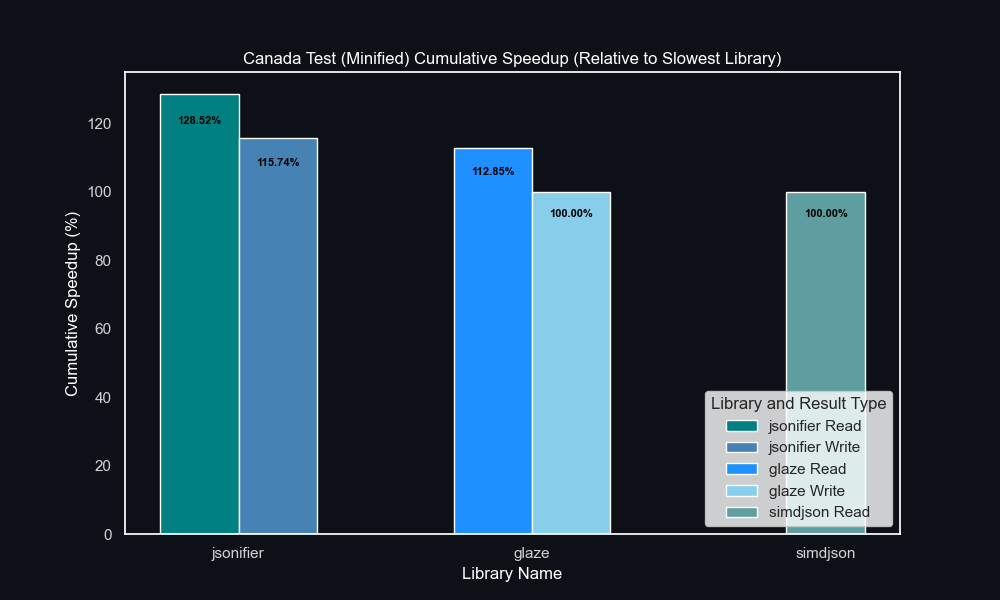 Canada Test (Minified) Cumulative Speedup (Relative to Slowest Library)
Cumulative Speedup (%)
120
100
80
60
40
20
0
128.52%
115.74%
112.85%
100.00%
100.00%
Library and Result Type
jsonifier Read
jsonifier Write
glaze Read
glaze Write
simdjson Read
jsonifier
glaze
simdjson
Library Name